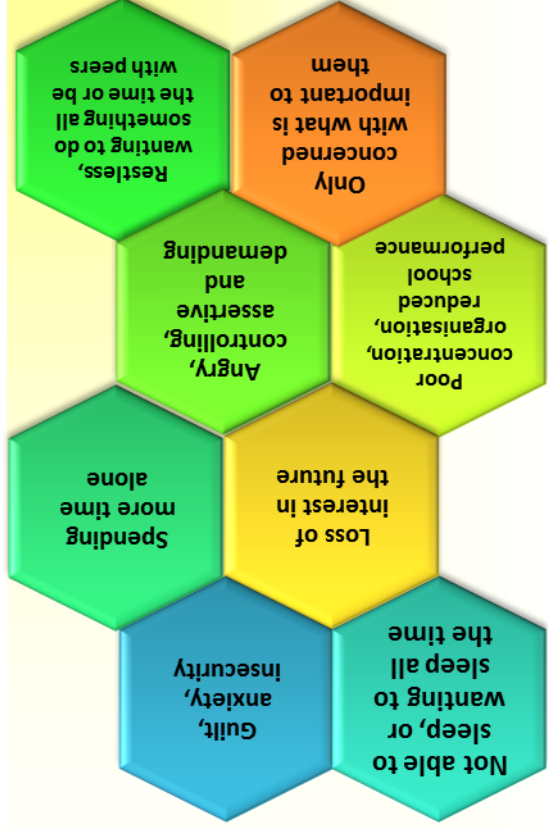 Not able to
sleep, or
wanting to
sleep all
the time
Guilt,
anxiety,
insecurity
Loss of
interest in
the future
Spending
more time
alone
Poor
concentration,
organisation,
reduced
school
performance
Angry,
controlling,
assertive
and
demanding
Only
concerned
with what is
important to
them
Restless,
wanting to do
something all
the time or be
with peers